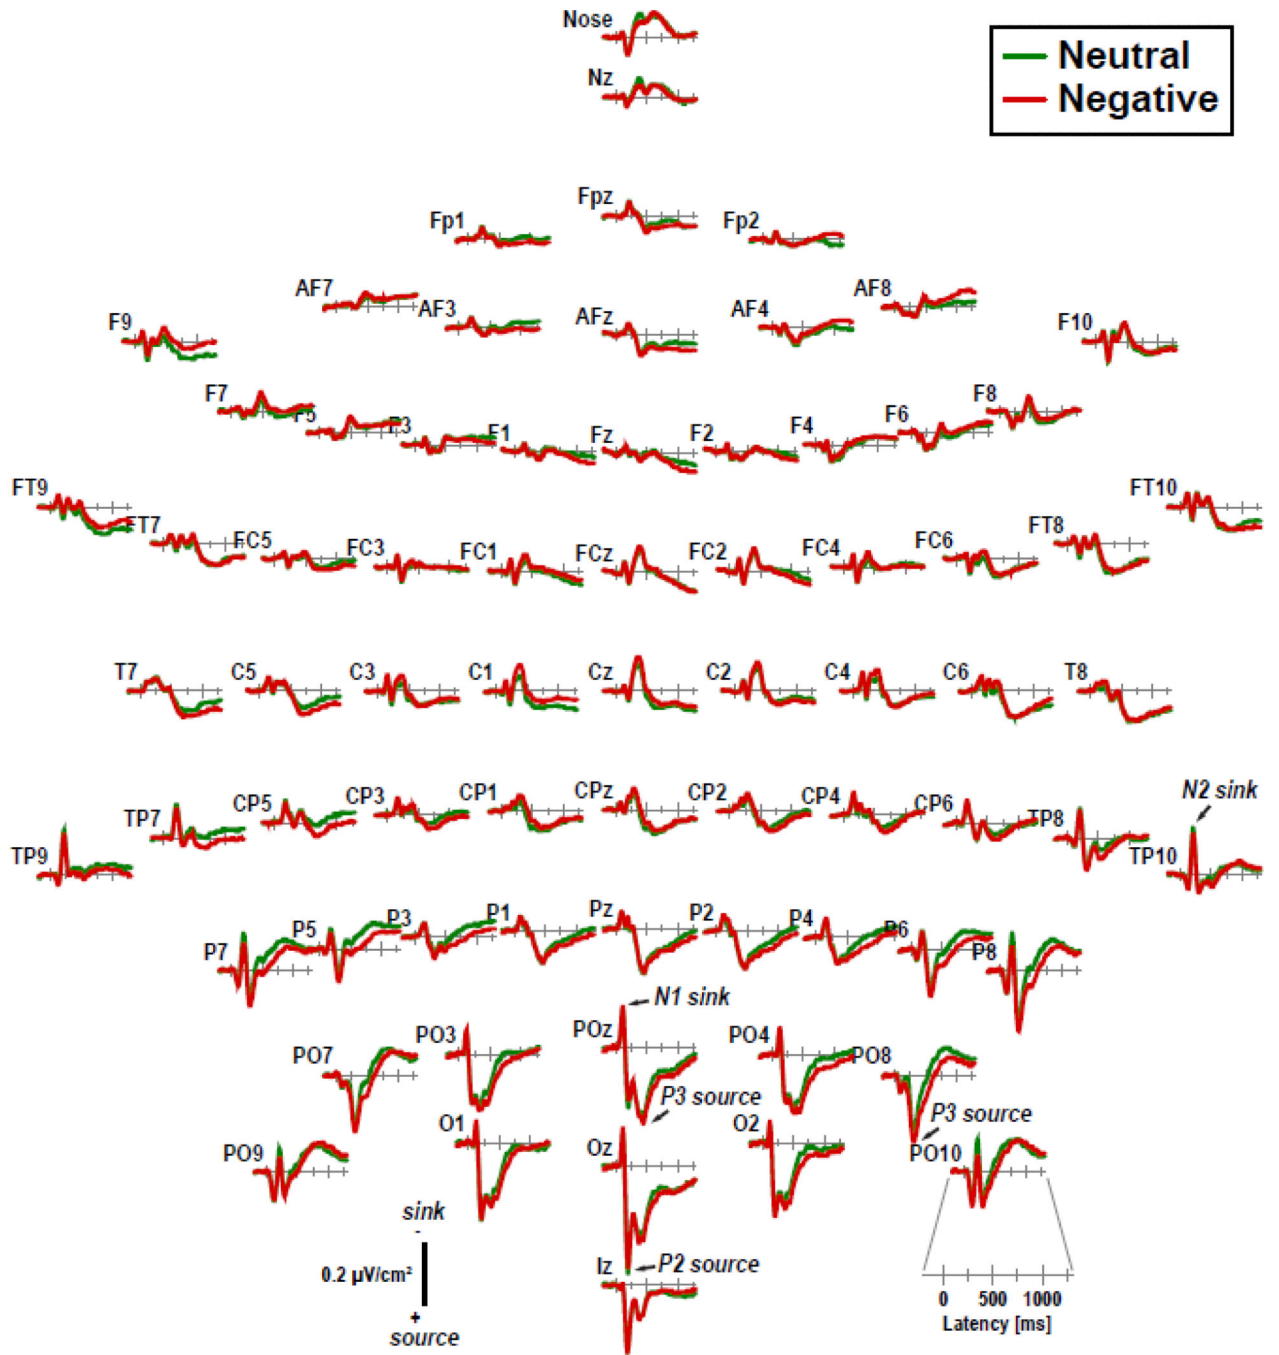 Nose
Neutral
Negative
Nz
Fpz
Fp1
Fp2
AF7
AF8
AF3
AFz
AF4
F9
F10
F7
F5
F3
F1
Fz
F2
F4
F6
F8
FT9
FT10
FT7
FC5
FC3
FC1
FCz
FC2
FC4
FC6
FT8
T7
C5
C3
C1
Cz
C2
C4
C6
T8
N2 sink
TP7
CP5
CP3
CP1
CPz
CP2
CP4
CP6
TP8
TP9
TP10
P7
P5
P3
P1
Pz
P2
P4
P6
P8
N1 sink
PO7
PO3
POz
PO4
PO8
P3 source
P3 source
PO9
O1
Oz
O2
PO10
sink
-
0.2 µV/cm²
+
source
Iz
P2 source
0 500 1000
Latency [ms]